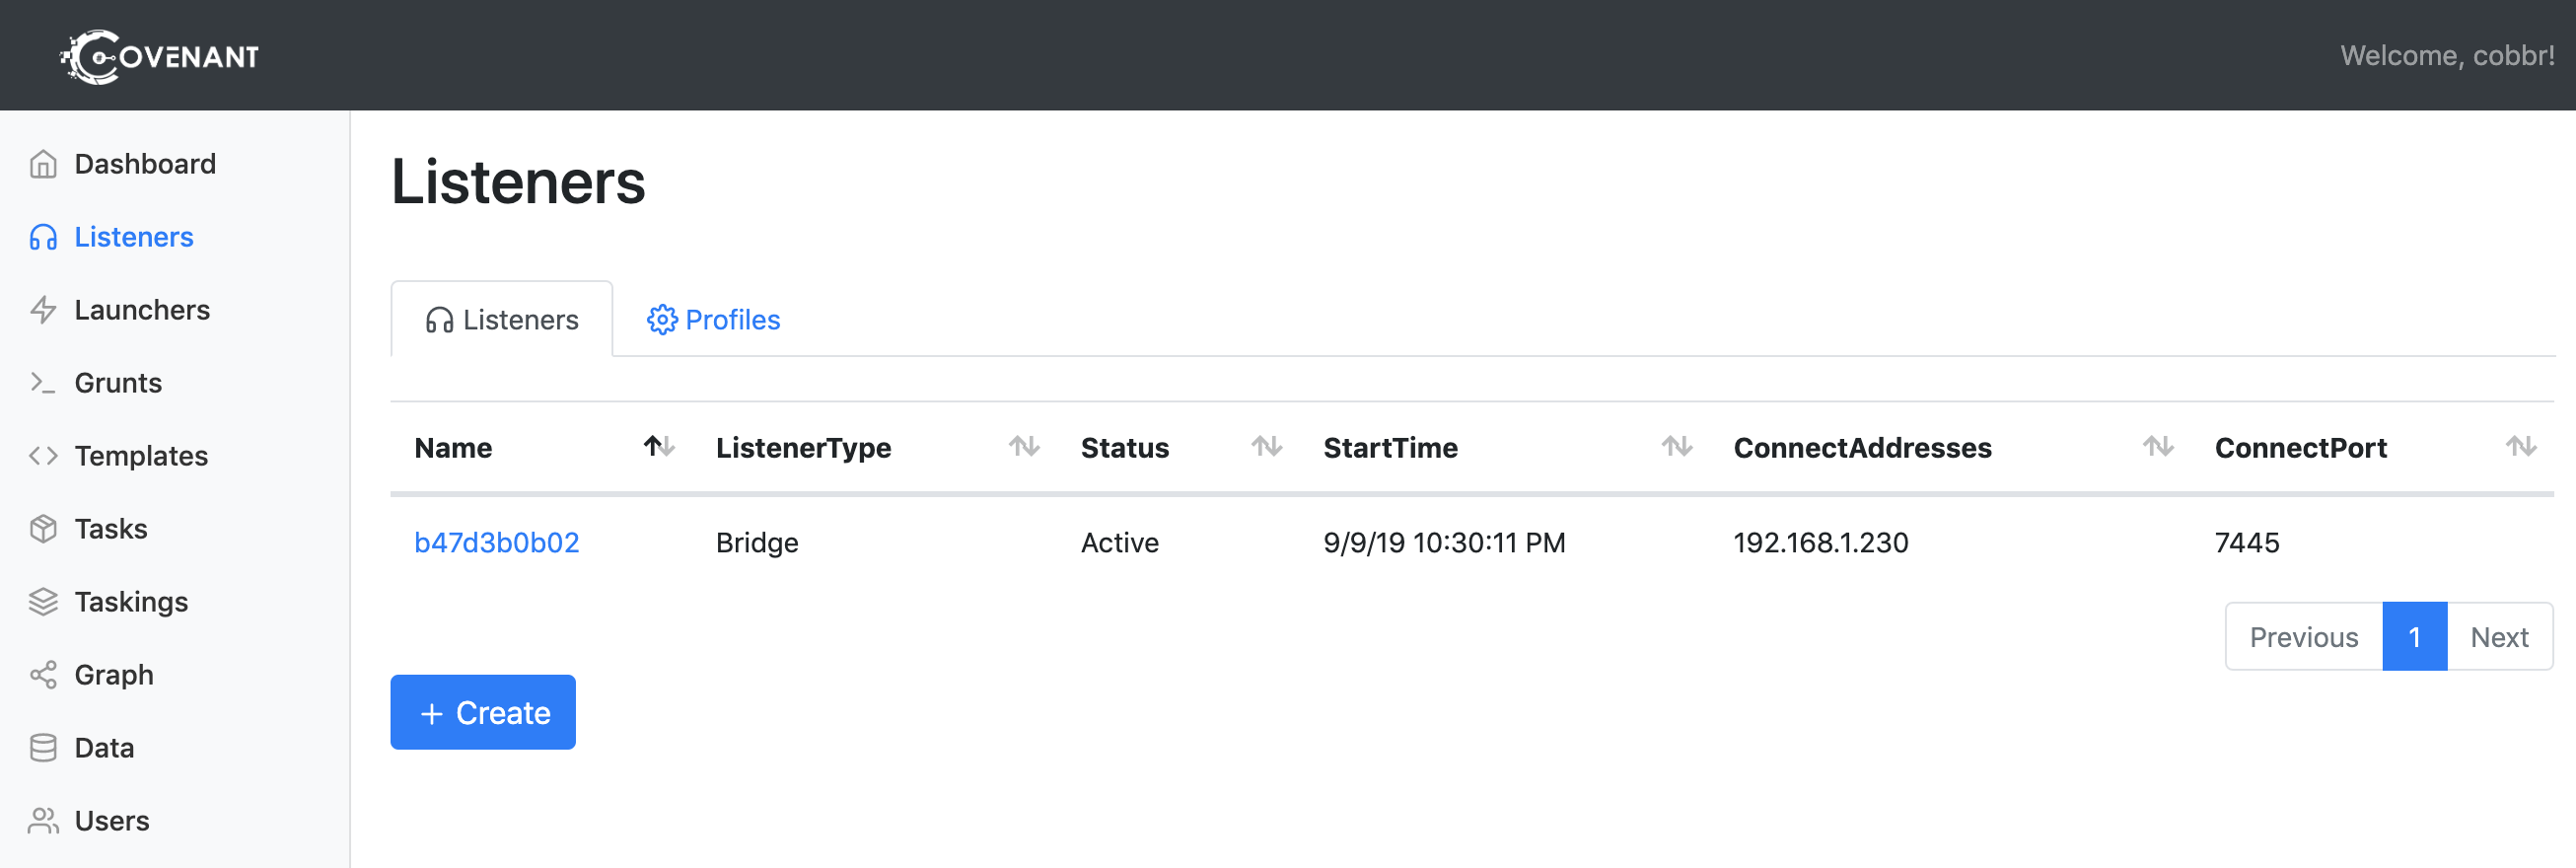 COVENANT
Welcome, cobbr!
Dashboard
Listeners
Launchers
Grunts
Templates
Tasks
Taskings
Graph
Data
Users
Listeners
Listeners Profiles
Name ListenerType Status StartTime ConnectAddresses ConnectPort
b47d3b0b02 Bridge Active 9/9/19 10:30:11 PM 192.168.1.230 7445
Previous 1 Next
+ Create